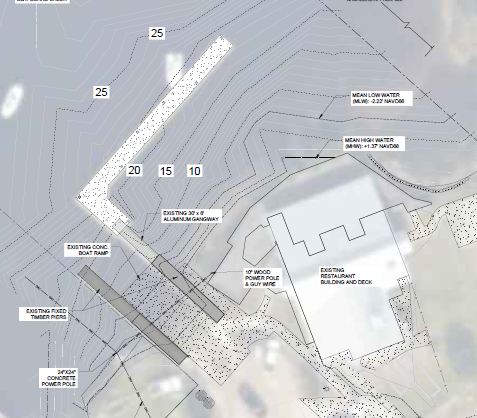 25
25
MEAN LOW WATER
(MLW): -2.22' NAVD88
MEAN HIGH WATER
(MHW): +1.37' NAVD88
20
15
10
EXISTING 30' x 6'
ALUMINUM GANGWAY
EXISTING CONC.
BOAT RAMP
10" WOOD
POWER POLE
& GUY WIRE
EXISTING
RESTAURANT
BUILDING AND DECK
EXISTING FIXED
TIMBER PIERS
24"X24"
CONCRETE
POWER POLE